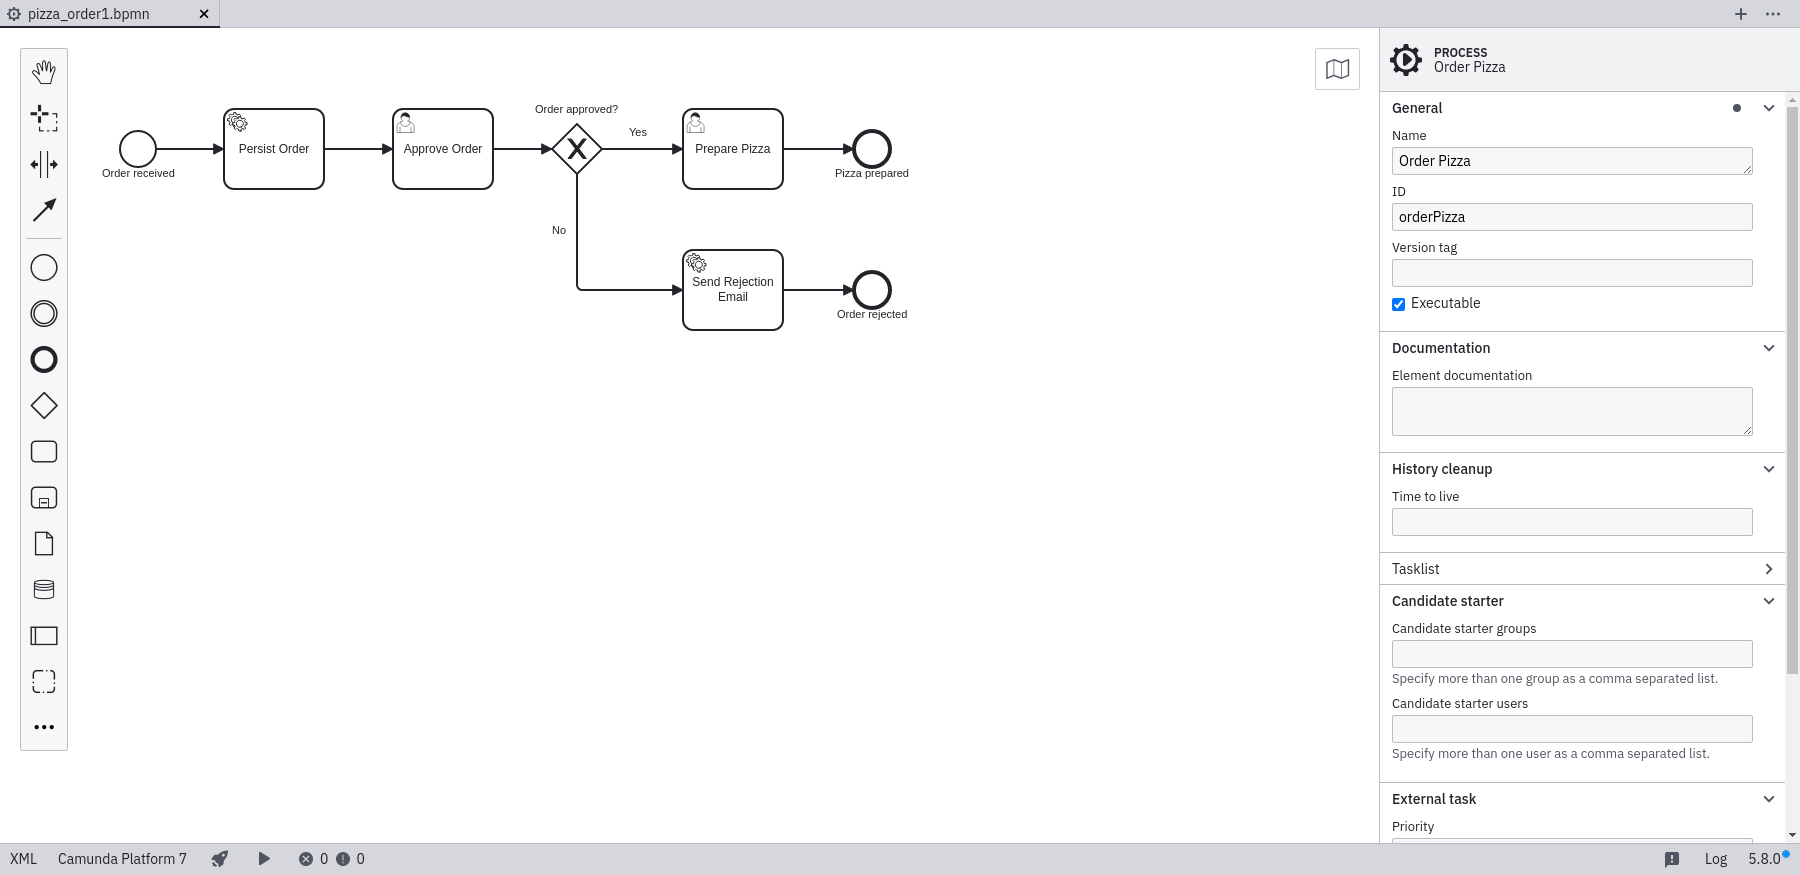 pizza_order1.bpmn
PROCESS
Order Pizza
General
Name
Order Pizza
ID
orderPizza
Version tag
Executable
Documentation
Element documentation
History cleanup
Time to live
Tasklist
Candidate starter
Candidate starter groups
Specify more than one group as a comma separated list.
Candidate starter users
Specify more than one user as a comma separated list.
External task
Priority
Order received
Persist Order
Approve Order
Order approved?
Yes
No
Prepare Pizza
Pizza prepared
Send Rejection
Email
Order rejected
XML
Camunda Platform 7
0
0
Log
5.8.0